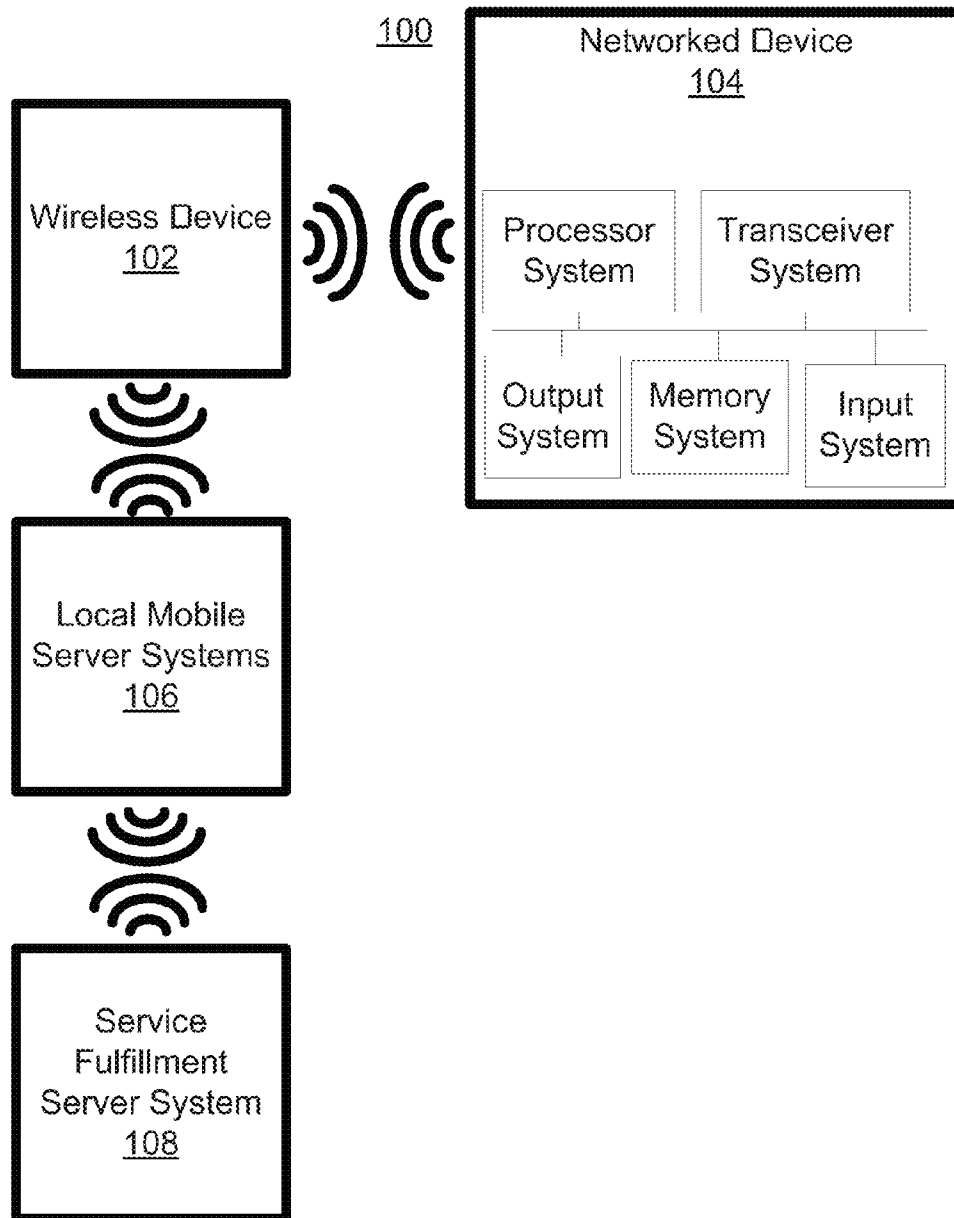 100
Networked Device
104
Wireless Device
102
Processor
System
Transceiver
System
Output
System
Memory
System
Input
System
Local Mobile
Server Systems
106
Service
Fulfillment
Server System
108